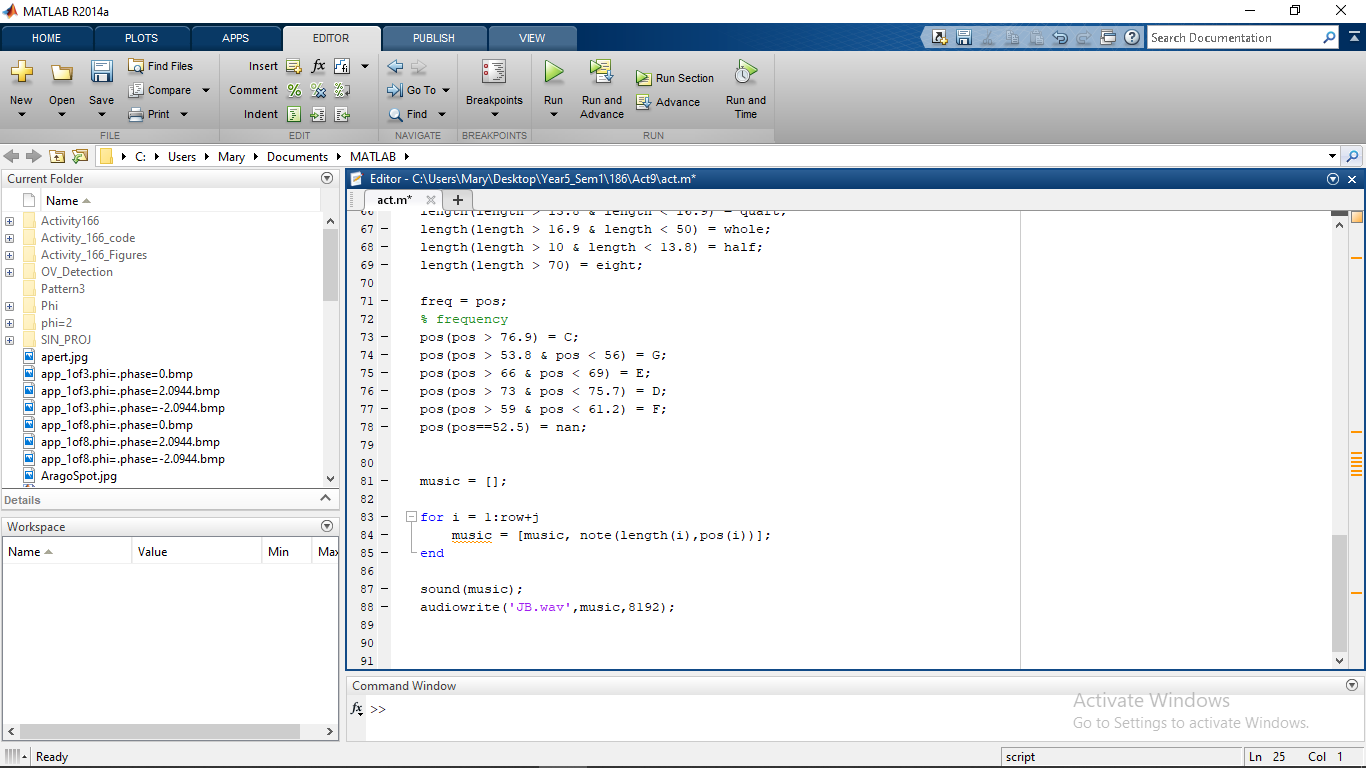 MATLAB R2014a
HOME PLOTS APPS EDITOR PUBLISH VIEW Search Documentation
New Open Save Find Files Compare Print
Insert Comment Indent
Go To Find
Breakpoints
Run Run and Advance Run Section Advance Run and Time
FILE EDIT NAVIGATE BREAKPOINTS RUN
C: Users Mary Documents MATLAB
Current Folder
Name
Activity166
Activity_166_code
Activity_166_Figures
OV_Detection
Pattern3
Phi
phi=2
SIN_PROJ
apert.jpg
app_1of3.phi=.phase=0.bmp
app_1of3.phi=.phase=2.0944.bmp
app_1of3.phi=.phase=-2.0944.bmp
app_1of8.phi=.phase=0.bmp
app_1of8.phi=.phase=2.0944.bmp
app_1of8.phi=.phase=-2.0944.bmp
AragoSpot.jpg
Details
Workspace
Name Value Min Max
Editor - C:\Users\Mary\Desktop\Year5_Sem1\186\Act9\act.m*
act.m*
66 length(length > 13.8 & length < 16.9) = quart;
67 - length(length > 16.9 & length < 50) = whole;
68 - length(length > 10 & length < 13.8) = half;
69 - length(length > 70) = eight;
70
71 - freq = pos;
72 % frequency
73 - pos(pos > 76.9) = C;
74 - pos(pos > 53.8 & pos < 56) = G;
75 - pos(pos > 66 & pos < 69) = E;
76 - pos(pos > 73 & pos < 75.7) = D;
77 - pos(pos > 59 & pos < 61.2) = F;
78 - pos(pos==52.5) = nan;
79
80
81 - music = [];
82
83 - for i = 1:row+j
84 - music = [music, note(length(i),pos(i))];
85 - end
86
87 - sound(music);
88 - audiowrite('JB.wav',music,8192);
89
90
91
Command Window
fx >>
Activate Windows
Go to Settings to activate Windows.
Ready script Ln 25 Col 1